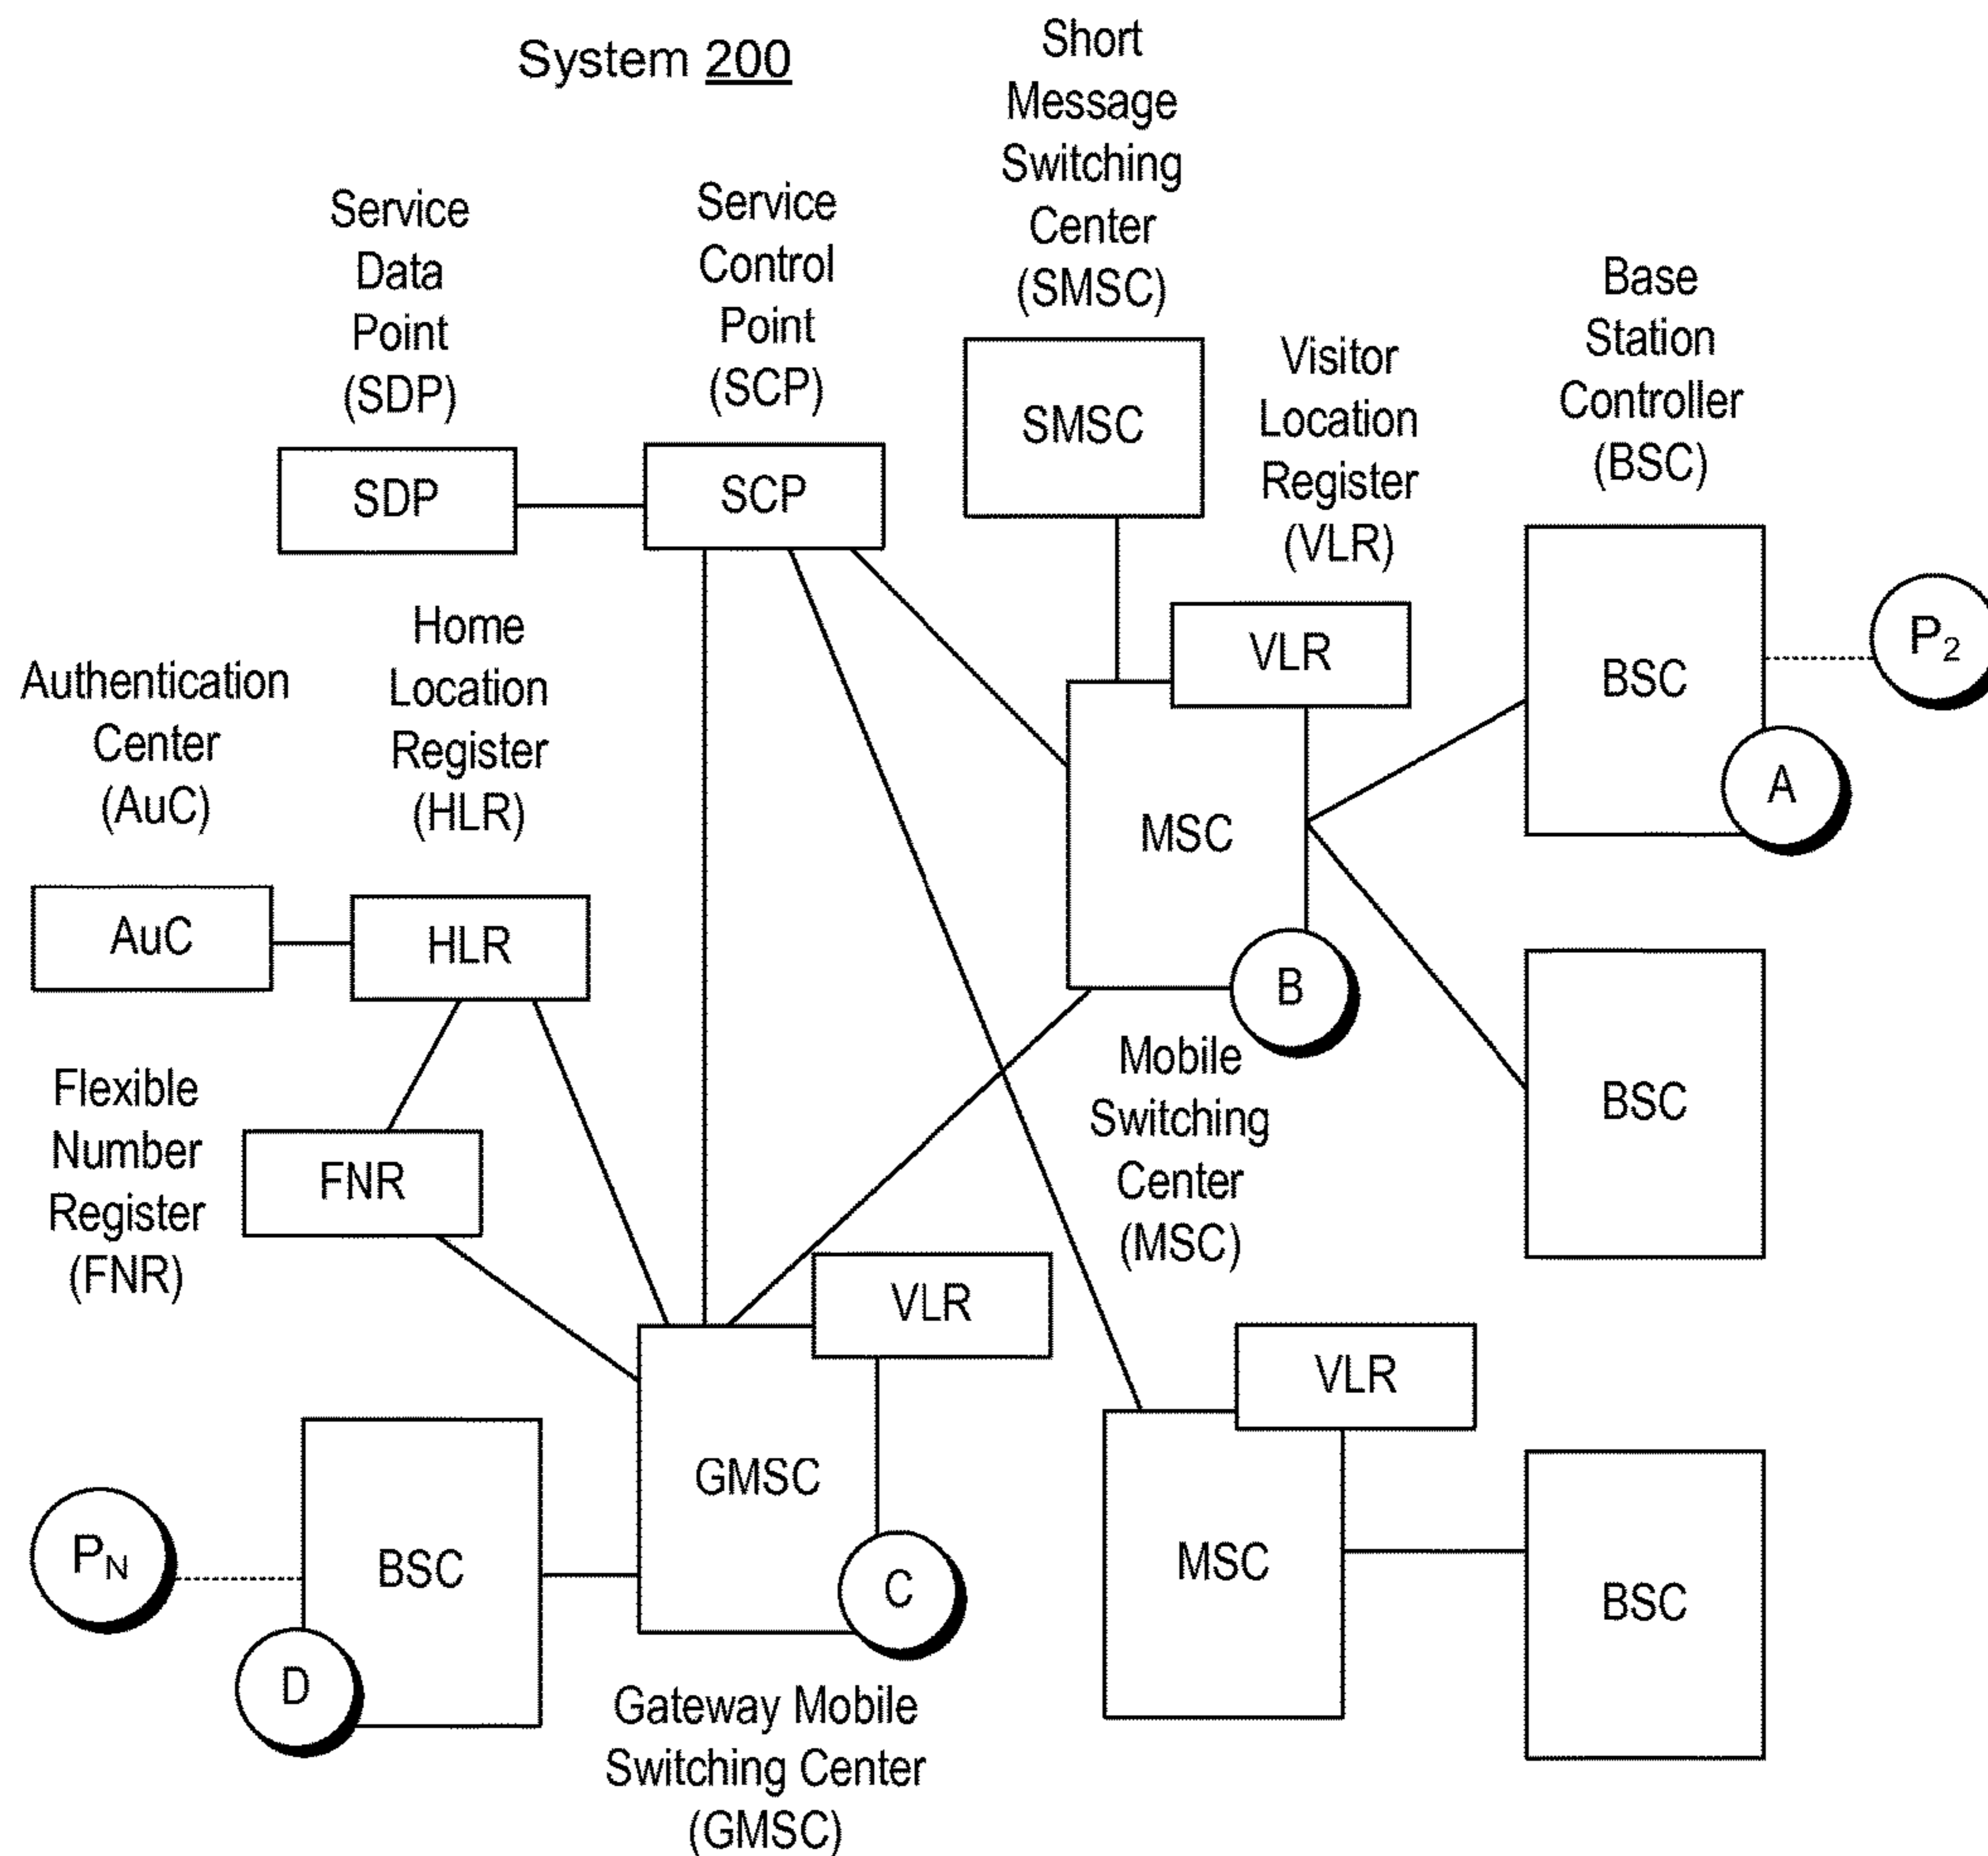 System 200
Short
Message
Switching
Center
(SMSC)
Service
Data
Point
(SDP)
Service
Control
Point
(SCP)
Base
Station
Controller
(BSC)
Visitor
Location
Register
(VLR)
SMSC
SDP
SCP
VLR
BSC
P2
A
Home
Location
Register
(HLR)
Authentication
Center
(AuC)
MSC
AuC
HLR
B
Mobile
Switching
Center
(MSC)
BSC
Flexible
Number
Register
(FNR)
FNR
VLR
VLR
GMSC
BSC
PN
D
C
MSC
BSC
Gateway Mobile
Switching Center
(GMSC)